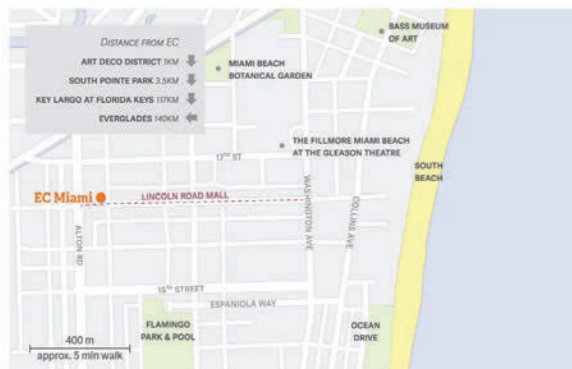 DISTANCE FROM EC
ART DECO DISTRICT 1KM
SOUTH POINTE PARK 3.5KM
KEY LARGO AT FLORIDA KEYS 117KM
EVERGLADES 140KM
BASS MUSEUM
OF ART
MIAMI BEACH
BOTANICAL GARDEN
THE FILLMORE MIAMI BEACH
AT THE GLEASON THEATRE
17TH ST
SOUTH
BEACH
EC Miami
LINCOLN ROAD MALL
WASHINGTON AVE
COLLINS AVE
ALTON RD
15TH STREET
ESPANIOLA WAY
FLAMINGO
PARK & POOL
OCEAN
DRIVE
400 m
approx. 5 min walk